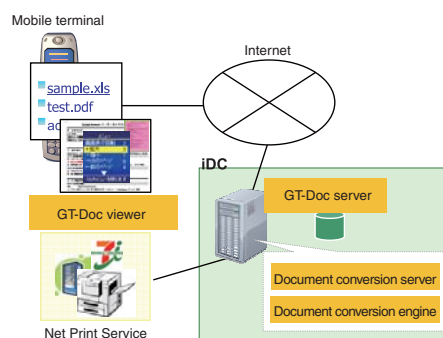 Mobile terminal
sample.xls
test.pdf
ac
Internet
iDC
GT-Doc viewer
GT-Doc server
Document conversion server
Document conversion engine
Net Print Service